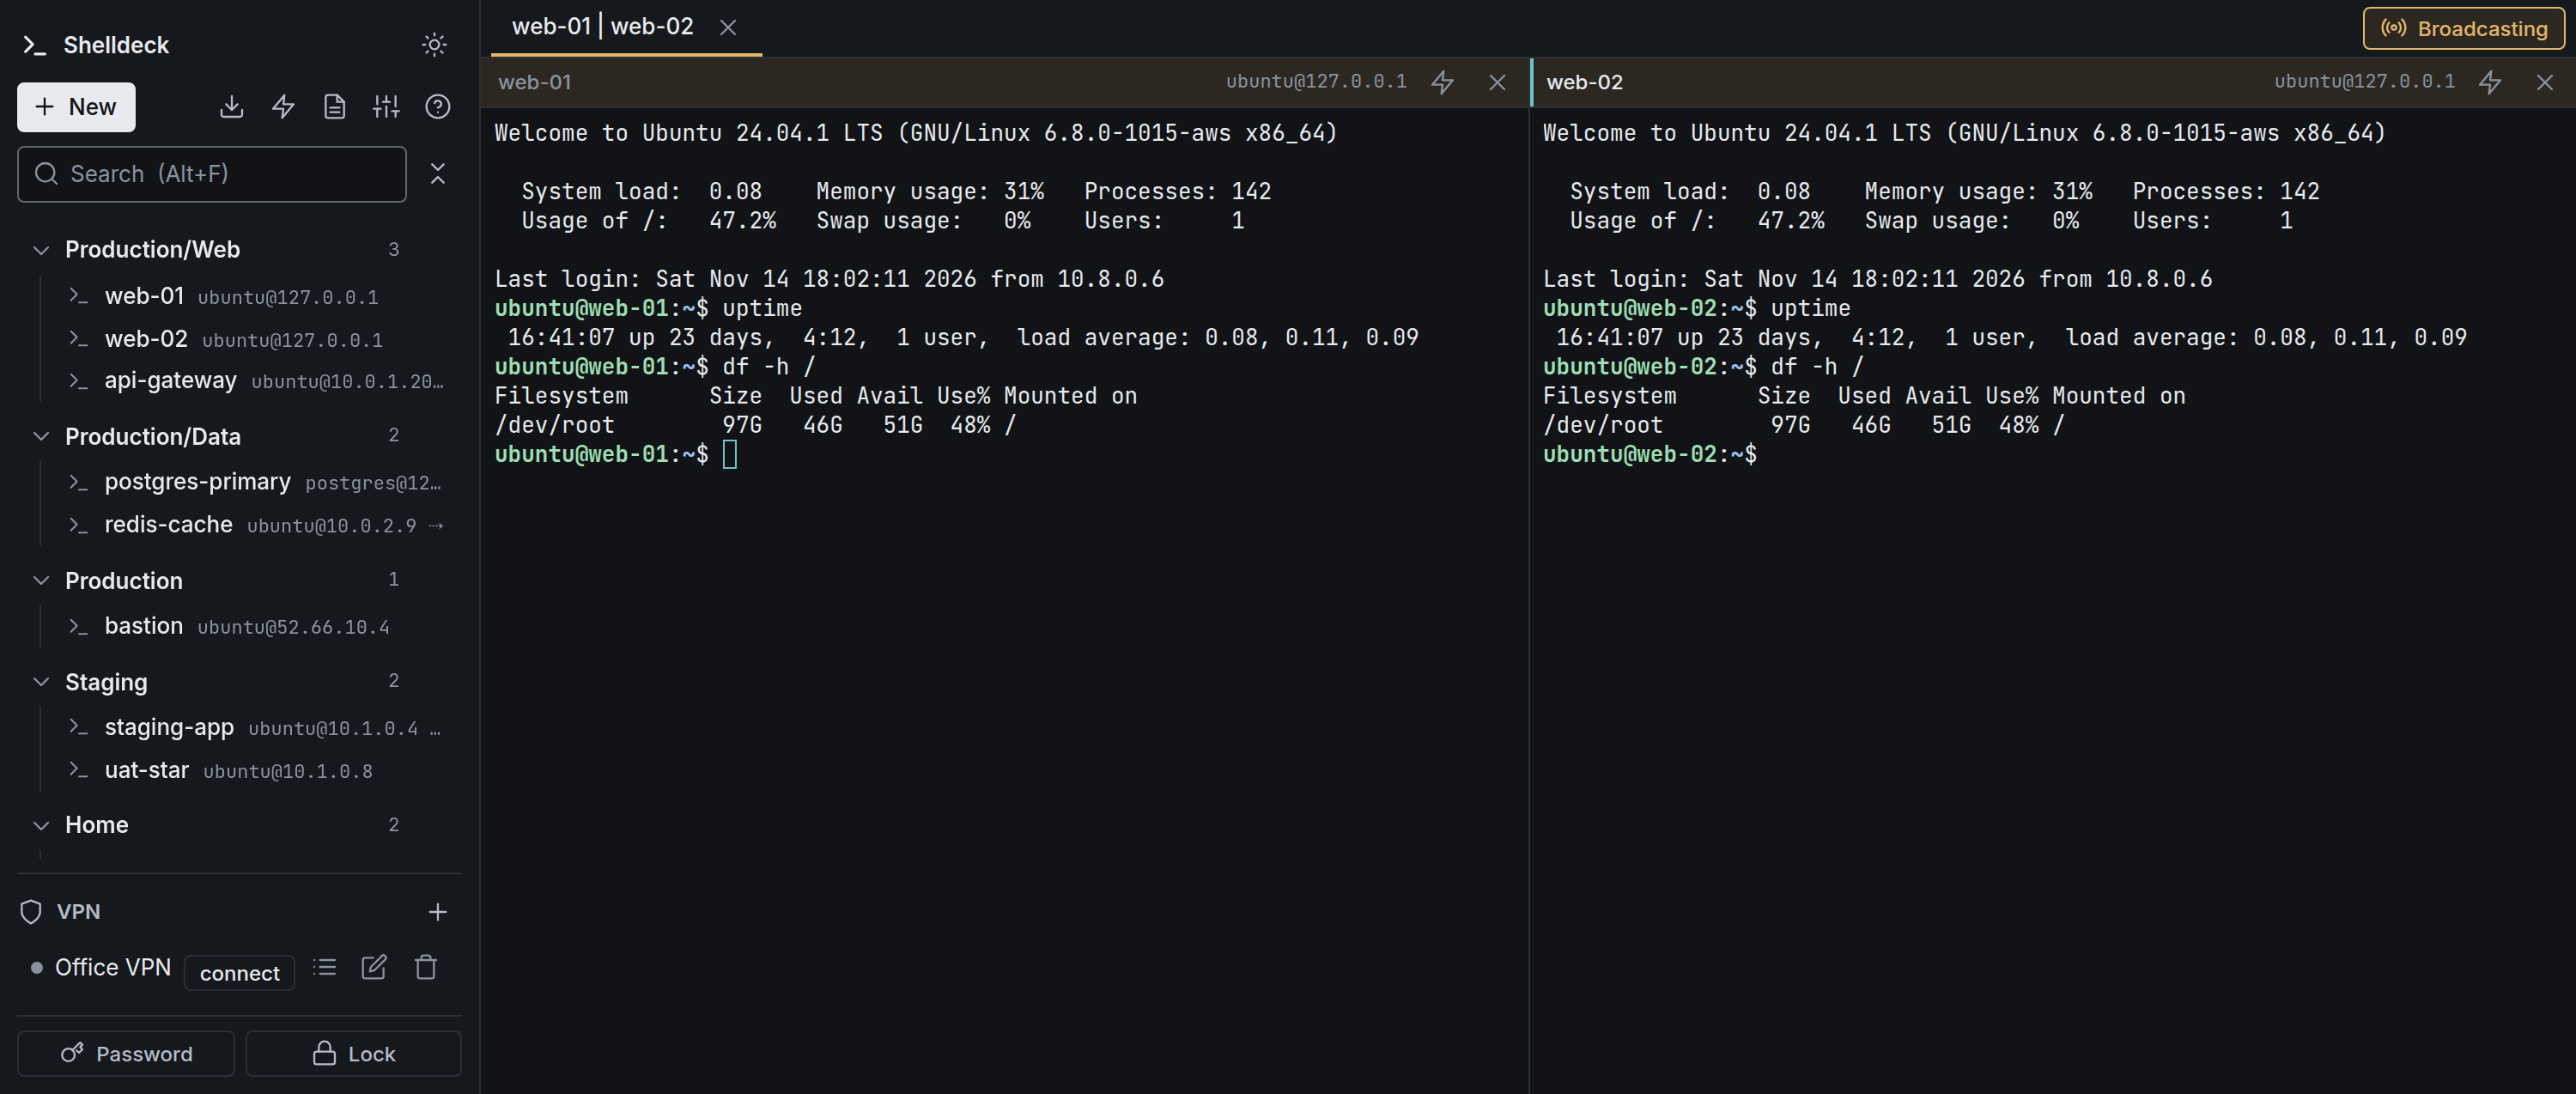 Shelldeck
New
Search (Alt+F)
Production/Web 3
web-01 ubuntu@127.0.0.1
web-02 ubuntu@127.0.0.1
api-gateway ubuntu@10.0.1.20…
Production/Data 2
postgres-primary postgres@12…
redis-cache ubuntu@10.0.2.9 →
Production 1
bastion ubuntu@52.66.10.4
Staging 2
staging-app ubuntu@10.1.0.4 …
uat-star ubuntu@10.1.0.8
Home 2
VPN
Office VPN connect
Password Lock
web-01 | web-02
Broadcasting
web-01 ubuntu@127.0.0.1
Welcome to Ubuntu 24.04.1 LTS (GNU/Linux 6.8.0-1015-aws x86_64)
System load: 0.08 Memory usage: 31% Processes: 142
Usage of /: 47.2% Swap usage: 0% Users: 1
Last login: Sat Nov 14 18:02:11 2026 from 10.8.0.6
ubuntu@web-01:~$ uptime
16:41:07 up 23 days, 4:12, 1 user, load average: 0.08, 0.11, 0.09
ubuntu@web-01:~$ df -h /
Filesystem Size Used Avail Use% Mounted on
/dev/root 97G 46G 51G 48% /
ubuntu@web-01:~$
web-02 ubuntu@127.0.0.1
Welcome to Ubuntu 24.04.1 LTS (GNU/Linux 6.8.0-1015-aws x86_64)
System load: 0.08 Memory usage: 31% Processes: 142
Usage of /: 47.2% Swap usage: 0% Users: 1
Last login: Sat Nov 14 18:02:11 2026 from 10.8.0.6
ubuntu@web-02:~$ uptime
16:41:07 up 23 days, 4:12, 1 user, load average: 0.08, 0.11, 0.09
ubuntu@web-02:~$ df -h /
Filesystem Size Used Avail Use% Mounted on
/dev/root 97G 46G 51G 48% /
ubuntu@web-02:~$